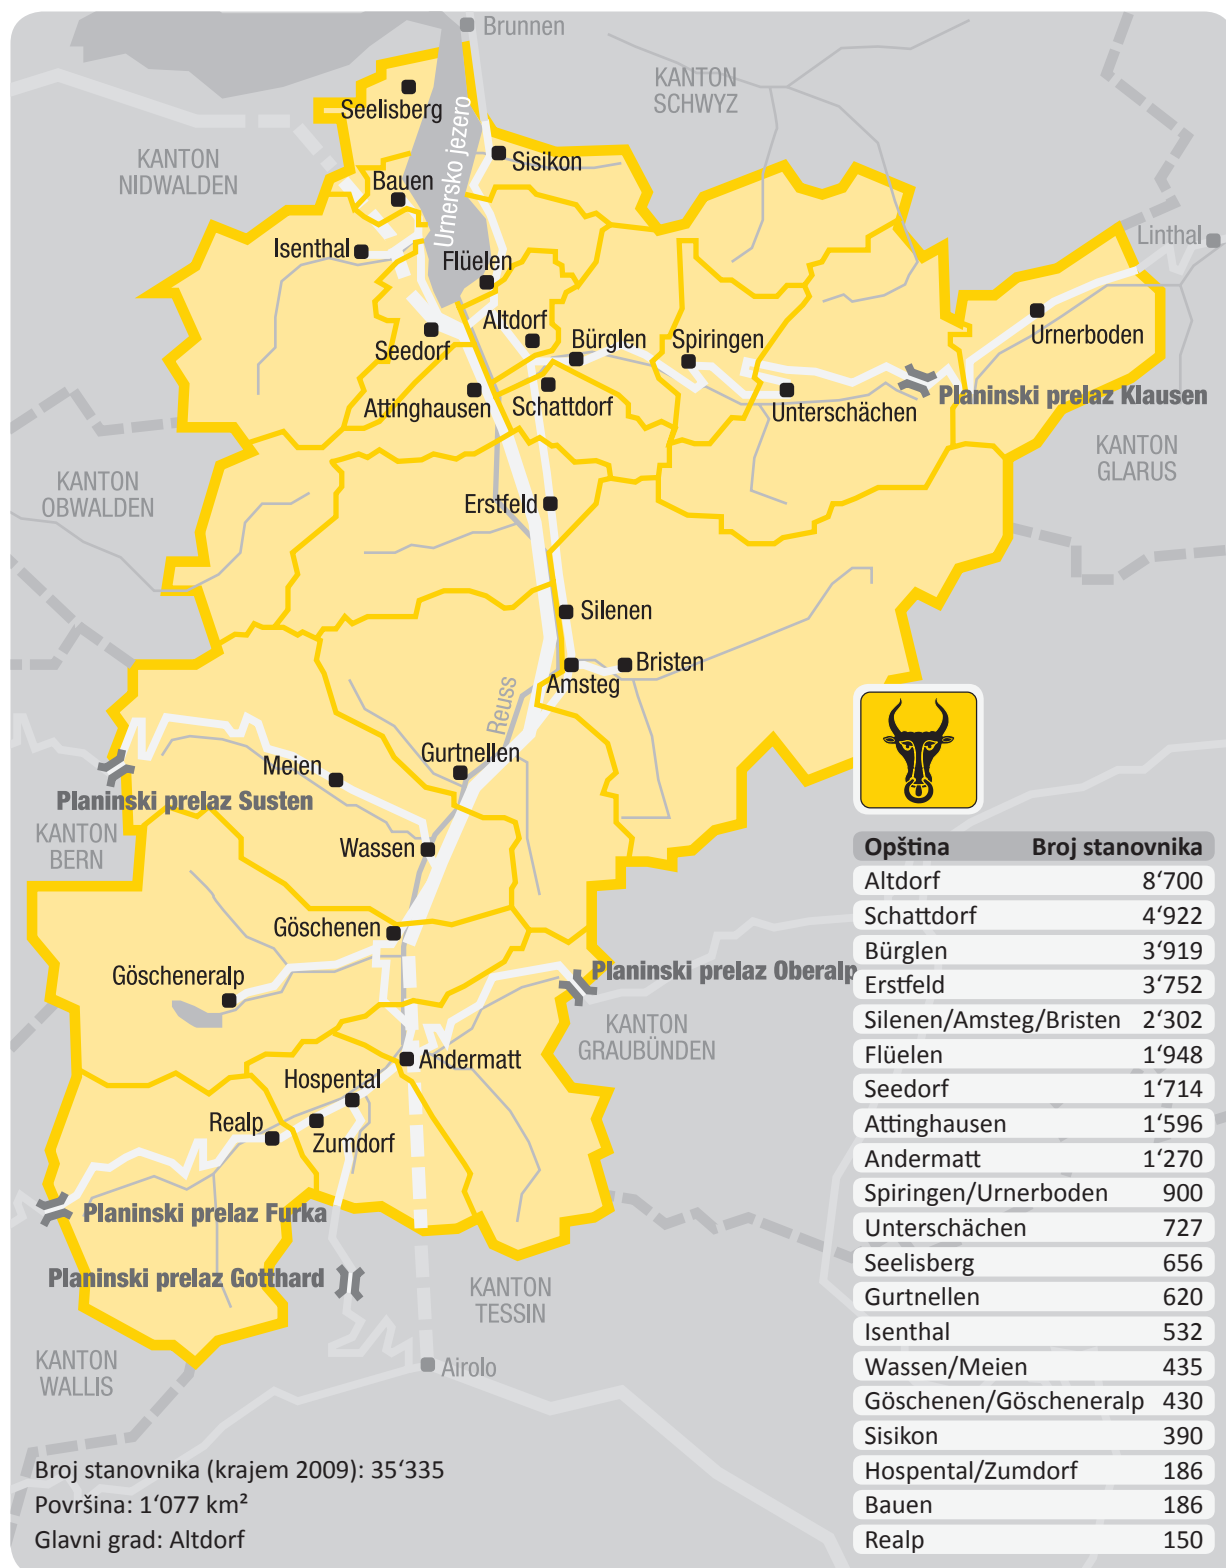 Brunnen
KANTON
SCHWYZ
Seelisberg
Urnersko jezero
KANTON
NIDWALDEN
Sisikon
Bauen
Isenthal
Linthal
Flüelen
Altdorf
Urnerboden
Seedorf
Bürglen
Spiringen
Attinghausen
Schattdorf
Unterschächen
Planinski prelaz Klausen
KANTON
GLARUS
KANTON
OBWALDEN
Erstfeld
Silenen
Bristen
Amsteg
Reuss
Gurtnellen
Meien
Planinski prelaz Susten
KANTON
BERN
Wassen
Göschenen
Göscheneralp
Planinski prelaz Oberalp
KANTON
GRAUBÜNDEN
Andermatt
Hospental
Realp
Zumdorf
Planinski prelaz Furka
Planinski prelaz Gotthard
KANTON
TESSIN
KANTON
WALLIS
Airolo
Opština Broj stanovnika
Altdorf 8‘700
Schattdorf 4‘922
Bürglen 3‘919
Erstfeld 3‘752
Silenen/Amsteg/Bristen 2‘302
Flüelen 1‘948
Seedorf 1‘714
Attinghausen 1‘596
Andermatt 1‘270
Spiringen/Urnerboden 900
Unterschächen 727
Seelisberg 656
Gurtnellen 620
Isenthal 532
Wassen/Meien 435
Göschenen/Göscheneralp 430
Sisikon 390
Hospental/Zumdorf 186
Bauen 186
Realp 150
Broj stanovnika (krajem 2009): 35‘335
Površina: 1‘077 km²
Glavni grad: Altdorf